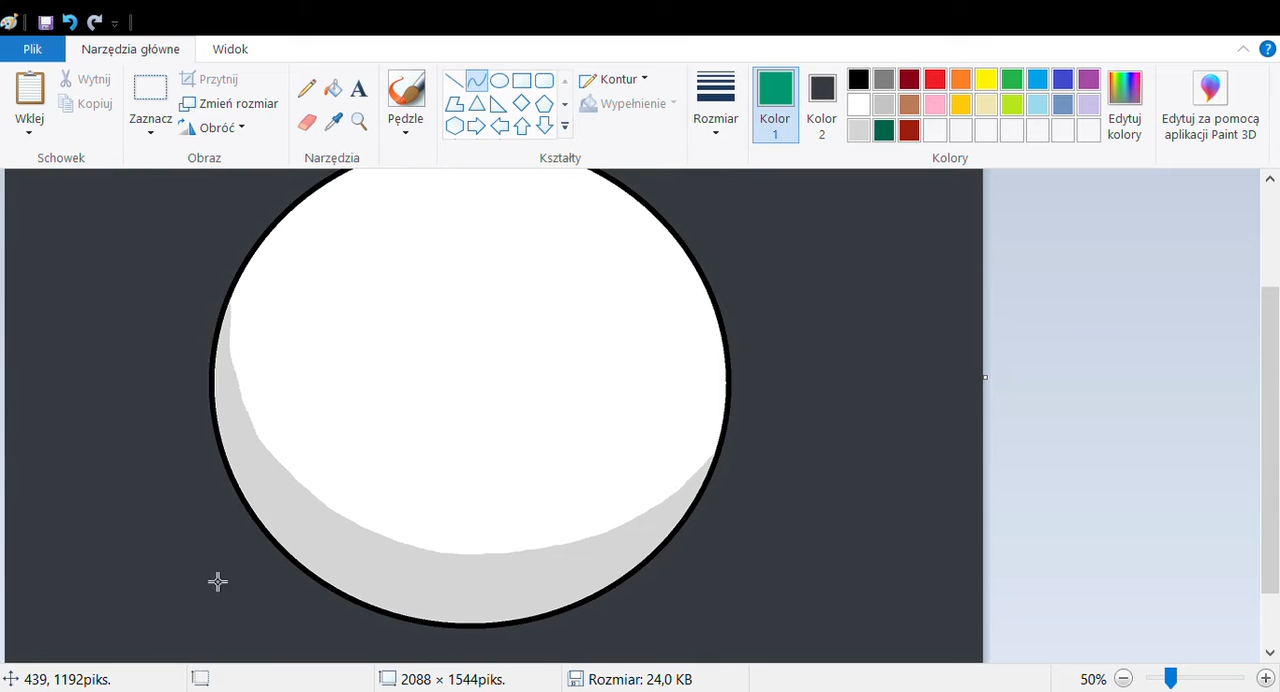 Plik Narzędzia główne Widok
Wklej
Wytnij
Kopiuj
Schowek
Zaznacz
Przytnij
Zmień rozmiar
Obróć
Obraz
A
Narzędzia
Pędzle
Kontur
Wypełnienie
Kształty
Rozmiar
Kolor
1
Kolor
2
Edytuj
kolory
Kolory
Edytuj za pomocą
aplikacji Paint 3D
?
439, 1192piks. 2088 × 1544piks. Rozmiar: 24,0 KB 50%